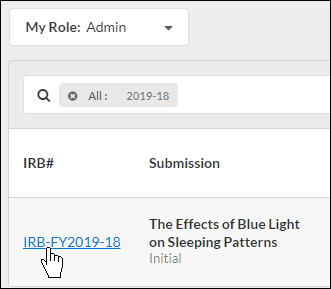 My Role: Admin
All : 2019-18
IRB# Submission
IRB-FY2019-18
The Effects of Blue Light
on Sleeping Patterns
Initial